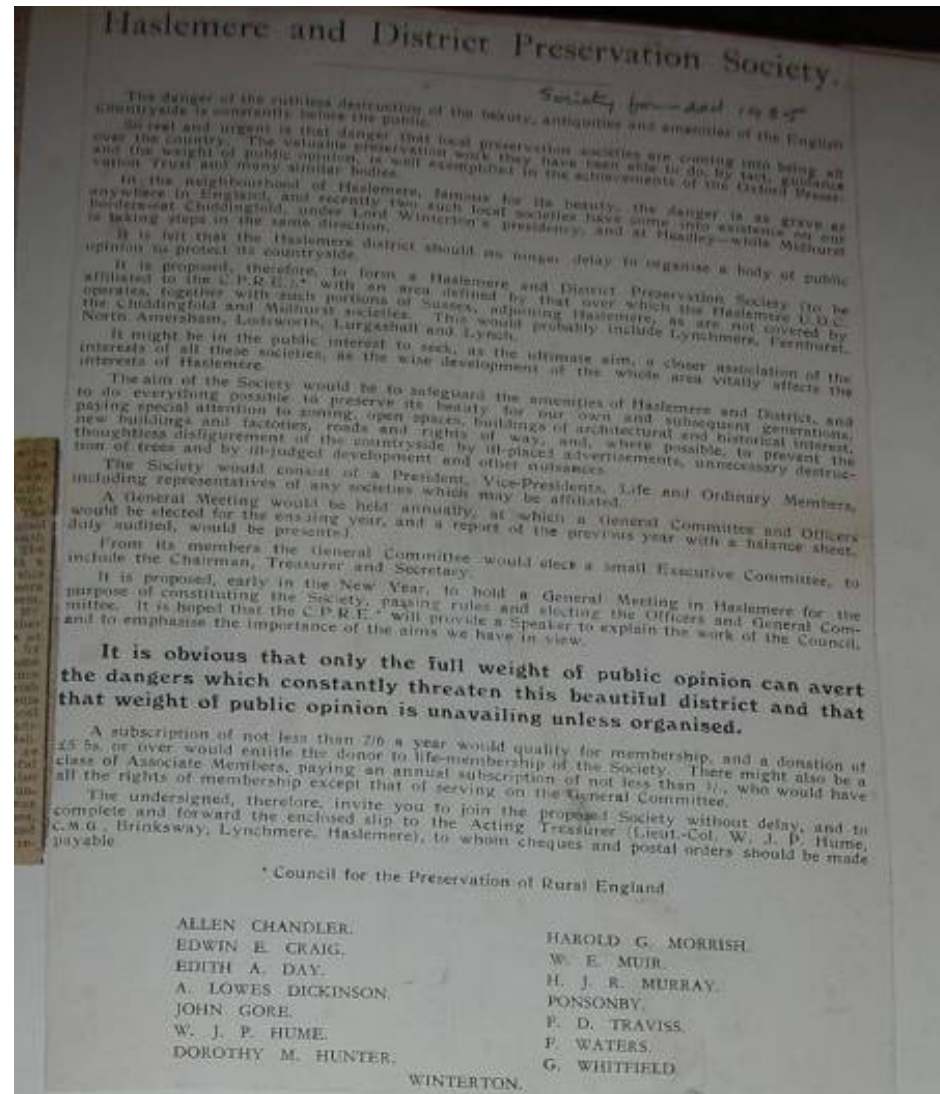 Haslemere and District Preservation Society.
Society founded 1935
The danger of the ruthless destruction of the beauty, antiquities and amenities of the English
Countryside is constantly before the public.
So real and urgent is that danger that local preservation societies are coming into being all
over the country. The valuable preservation work they have been able to do, by tact, guidance
and the weight of public opinion, is well exemplified in the achievements of the Oxford Preser-
vation Trust and many similar bodies.
In the neighbourhood of Haslemere, famous for its beauty, the danger is as grave as
anywhere in England, and recently two such local societies have come into existence on our
borders—at Chiddingfold, under Lord Winterton's presidency, and at Headley—while Midhurst
is taking steps in the same direction.
It is felt that the Haslemere district should no longer delay to organise a body of public
opinion to protect its countryside.
It is proposed, therefore, to form a Haslemere and District Preservation Society (to be
affiliated to the C.P.R.E.),* with an area defined by that over which the Haslemere U.D.C.
operates, together with such portions of Sussex, adjoining Haslemere, as are not covered by
the Chiddingfold and Midhurst societies. This would probably include Lynchmere, Fernhurst,
North Amersham, Lodsworth, Lurgashall and Lynch.
It might be in the public interest to seek, as the ultimate aim, a closer association of the
interests of all these societies, as the wise development of the whole area vitally affects the
interests of Haslemere.
The aim of the Society would be to safeguard the amenities of Haslemere and District, and
to do everything possible to preserve its beauty for our own and subsequent generations,
paying special attention to zoning, open spaces, buildings of architectural and historical interest,
new buildings and factories, roads and rights of way, and, where possible, to prevent the
thoughtless disfigurement of the countryside by ill-placed advertisements, unnecessary destruc-
tion of trees and by ill-judged development and other nuisances.
The Society would consist of a President, Vice-Presidents, Life and Ordinary Members,
including representatives of any societies which may be affiliated.
A General Meeting would be held annually, at which a General Committee and Officers
would be elected for the ensuing year, and a report of the previous year with a balance sheet,
duly audited, would be presented.
From its members the General Committee would elect a small Executive Committee, to
include the Chairman, Treasurer and Secretary.
It is proposed, early in the New Year, to hold a General Meeting in Haslemere for the
purpose of constituting the Society, passing rules and electing the Officers and General Com-
mittee. It is hoped that the C.P.R.E.* will provide a Speaker to explain the work of the Council,
and to emphasise the importance of the aims we have in view.
It is obvious that only the full weight of public opinion can avert
the dangers which constantly threaten this beautiful district and that
that weight of public opinion is unavailing unless organised.
A subscription of not less than 2/6 a year would qualify for membership, and a donation of
£5 5s. or over would entitle the donor to life-membership of the Society. There might also be a
class of Associate Members, paying an annual subscription of not less than 1/-, who would have
all the rights of membership except that of serving on the General Committee.
The undersigned, therefore, invite you to join the proposed Society without delay, and to
complete and forward the enclosed slip to the Acting Treasurer (Lieut.-Col. W. J. P. Hume,
C.M.G., Brinksway, Lynchmere, Haslemere), to whom cheques and postal orders should be made
payable.
* Council for the Preservation of Rural England.
ALLEN CHANDLER.
EDWIN E. CRAIG.
EDITH A. DAY.
A. LOWES DICKINSON.
JOHN GORE.
W. J. P. HUME.
DOROTHY M. HUNTER.
HAROLD G. MORRISH.
W. E. MUIR.
H. J. R. MURRAY.
PONSONBY.
F. D. TRAVISS.
F. WATERS.
G. WHITFIELD.
WINTERTON.